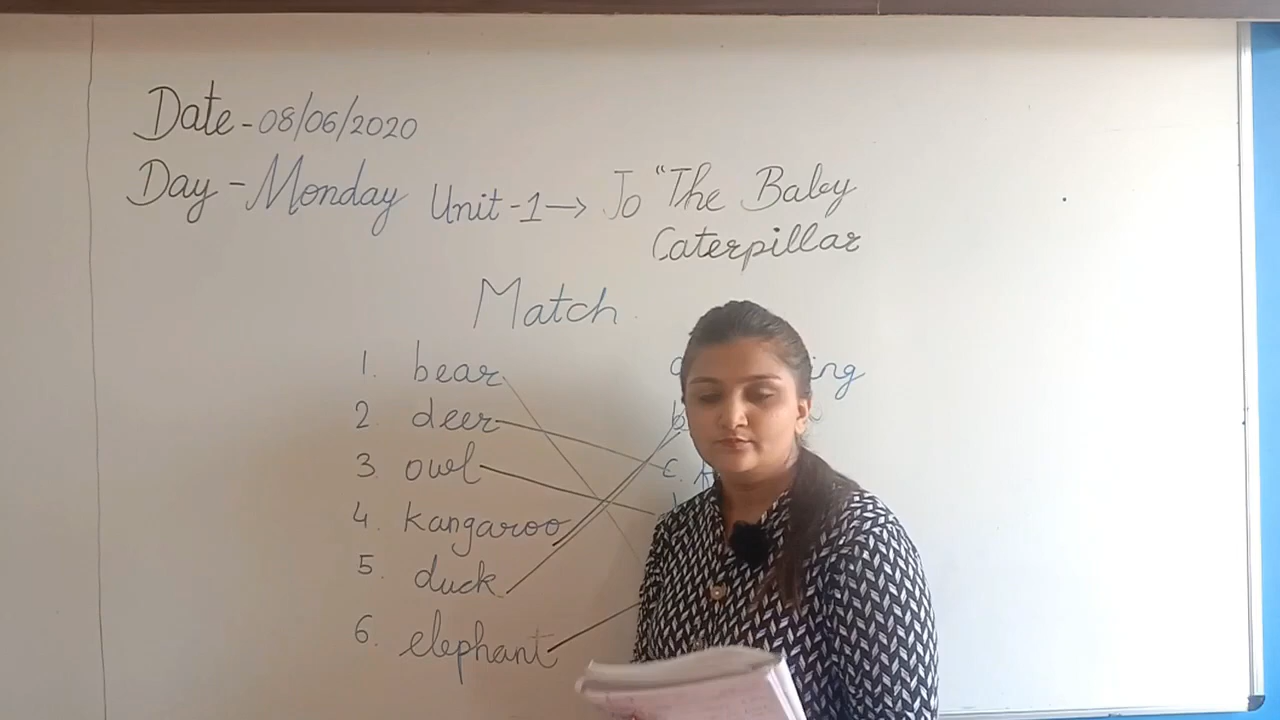 Date - 08/06/2020
Day - Monday Unit -1 → Jo "The Baby
Caterpillar
Match
1. bear
2. deer
3. owl
4. kangaroo
5. duck
6. elephant
b
c.